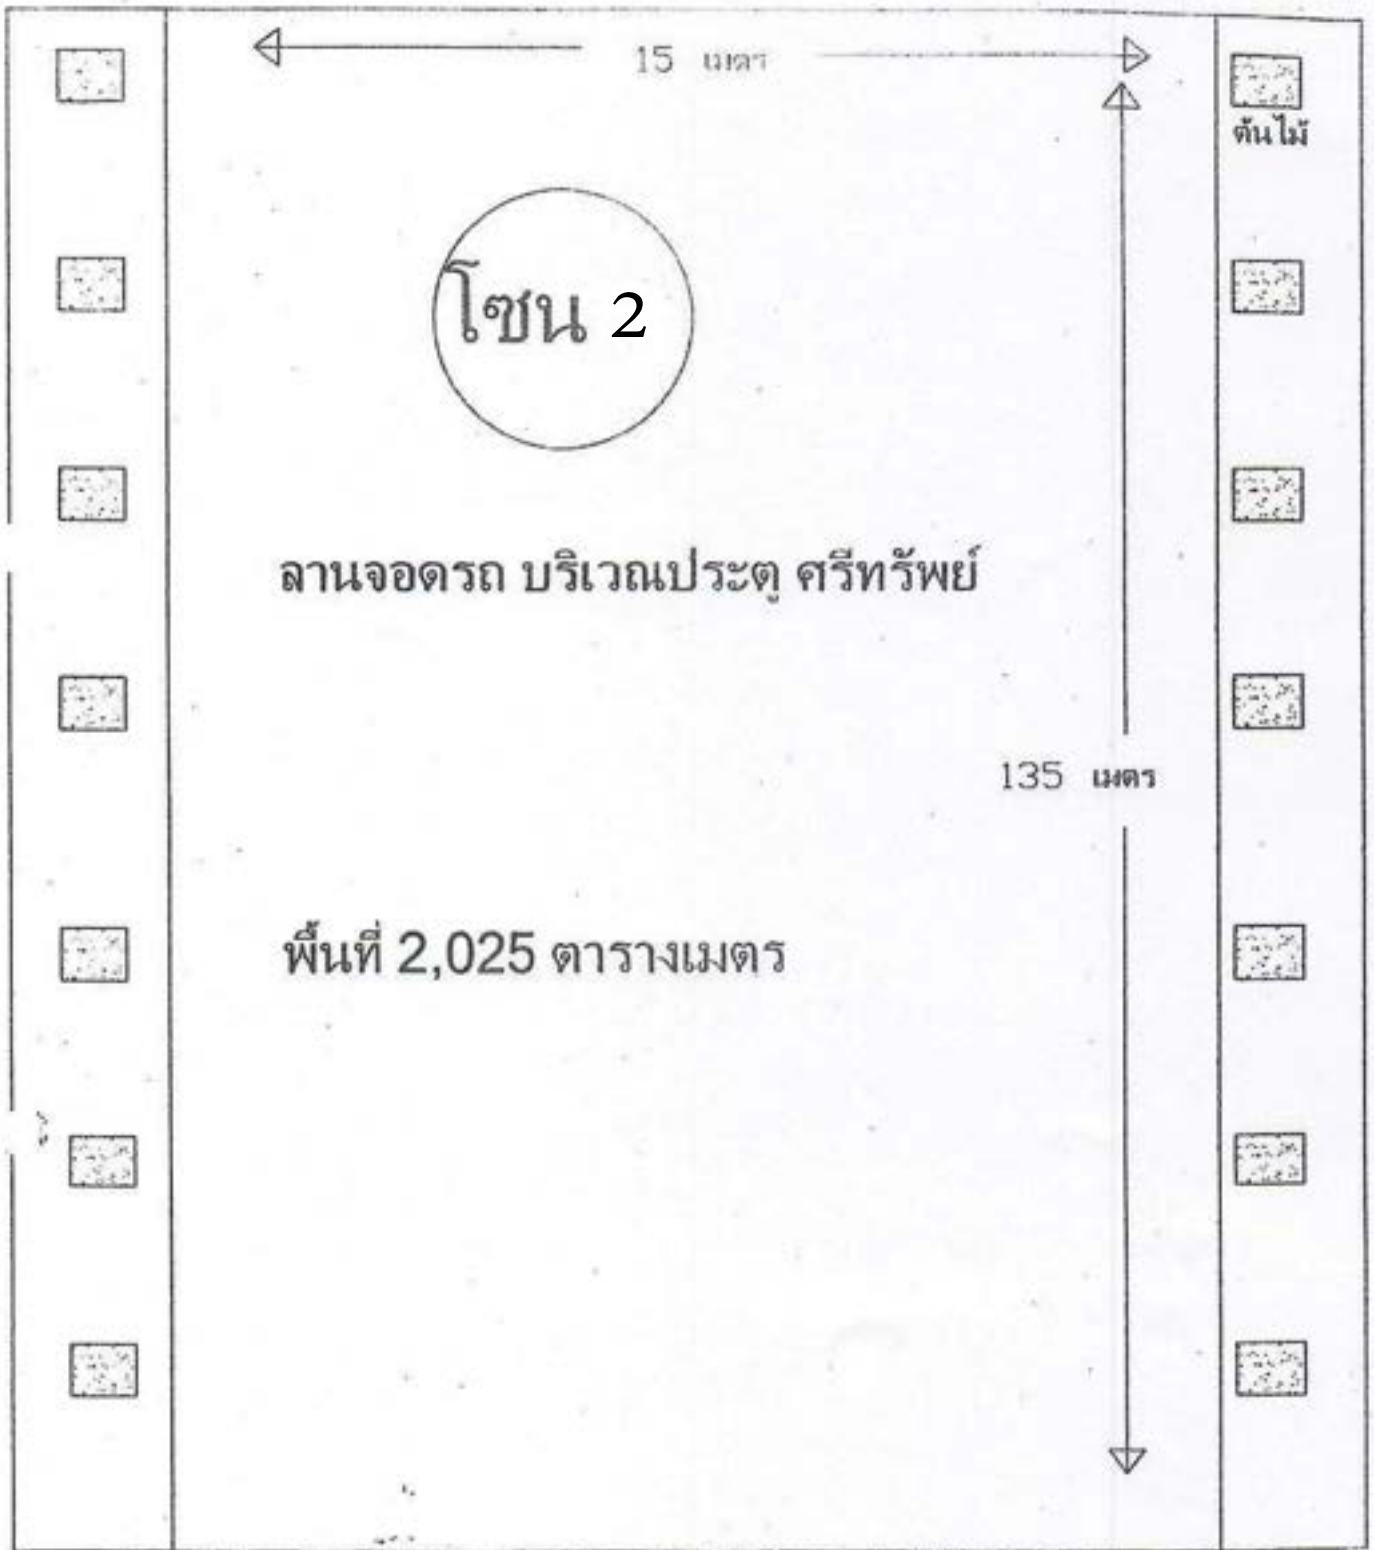 15 เมตร
ต้นไม้
โซน 2
ลานจอดรถ บริเวณประตู ศรีทรัพย์
135 เมตร
พื้นที่ 2,025 ตารางเมตร